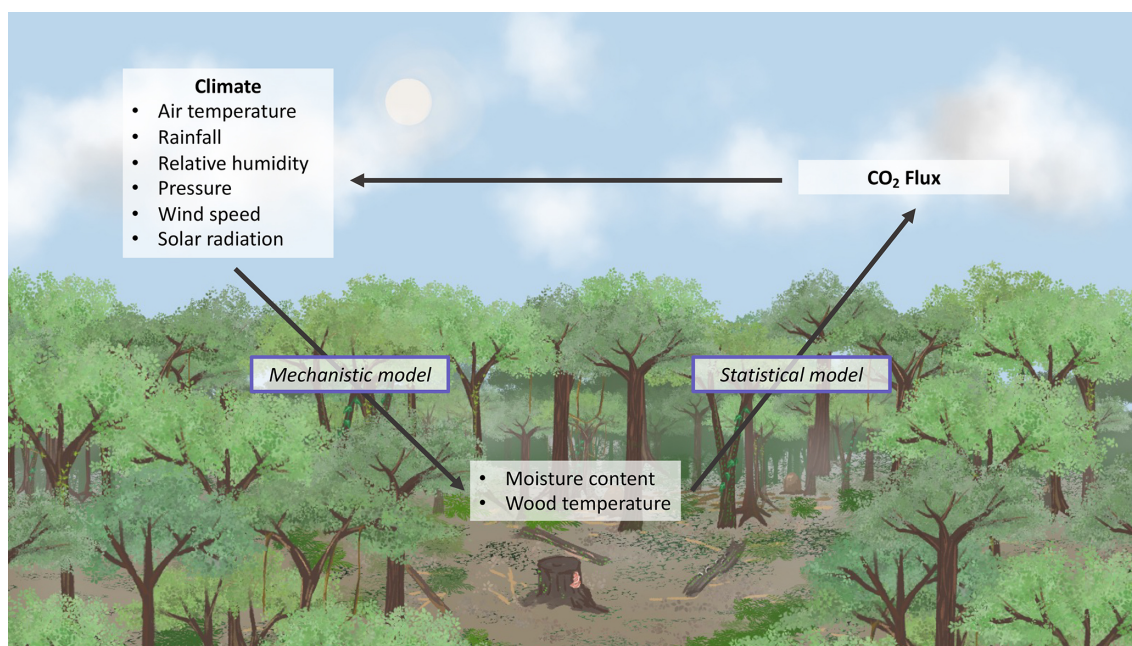 Climate
• Air temperature
• Rainfall
• Relative humidity
• Pressure
• Wind speed
• Solar radiation
CO₂ Flux
Mechanistic model
Statistical model
• Moisture content
• Wood temperature